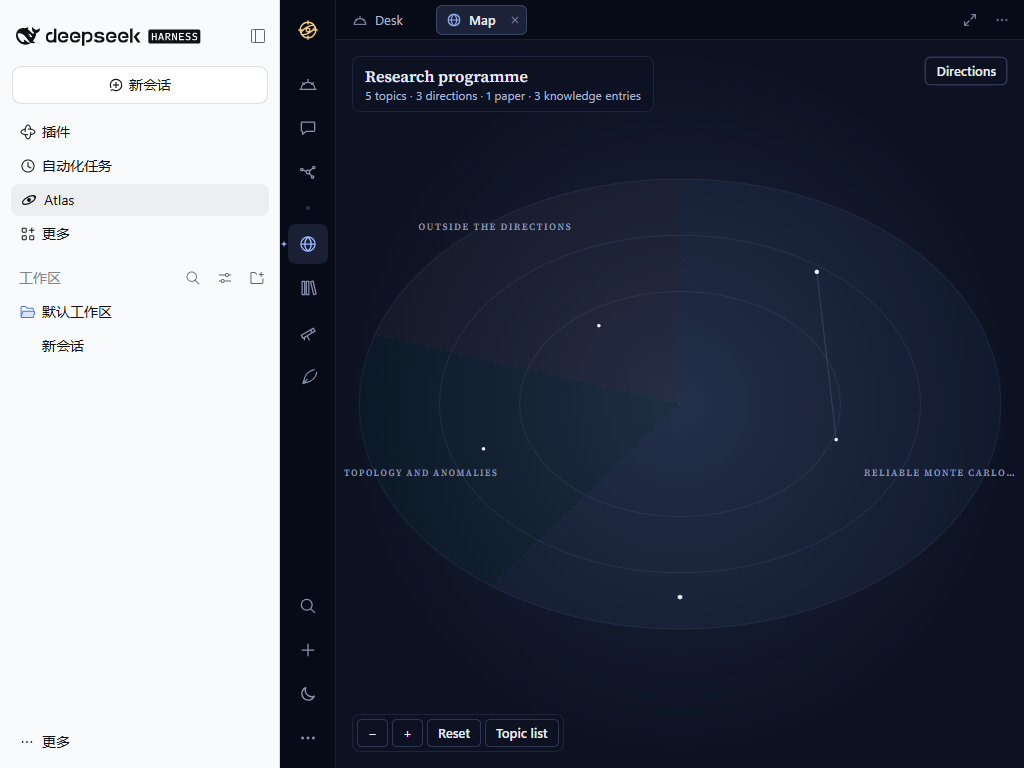 deepseek HARNESS
新会话
插件
自动化任务
Atlas
更多
工作区
默认工作区
新会话
更多
Desk
Map
Research programme
5 topics · 3 directions · 1 paper · 3 knowledge entries
Directions
OUTSIDE THE DIRECTIONS
TOPOLOGY AND ANOMALIES
RELIABLE MONTE CARLO...
Reset
Topic list